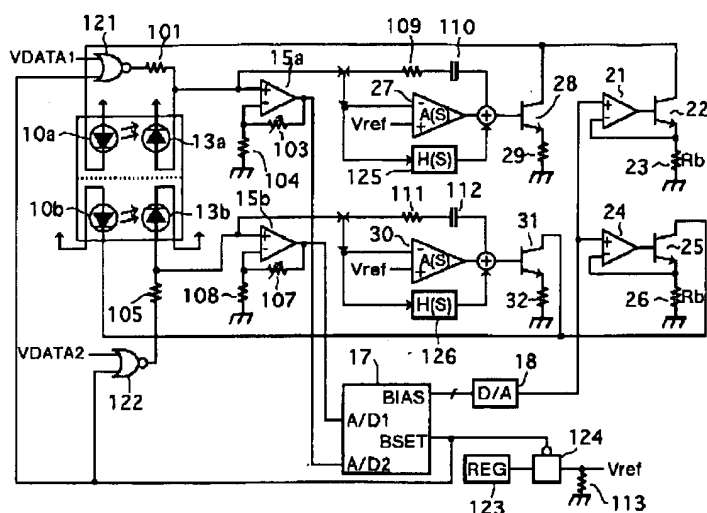 121
101
VDATA1
15a
109
110
27
28
21
22
A(S)
Vref
H(S)
125
29
23
Rb
10a
13a
103
104
10b
13b
15b
111
112
30
31
24
25
A(S)
Vref
H(S)
126
32
26
Rb
105
108
107
VDATA2
122
17
18
BIAS
D/A
A/D1
BSET
A/D2
124
REG
123
Vref
113